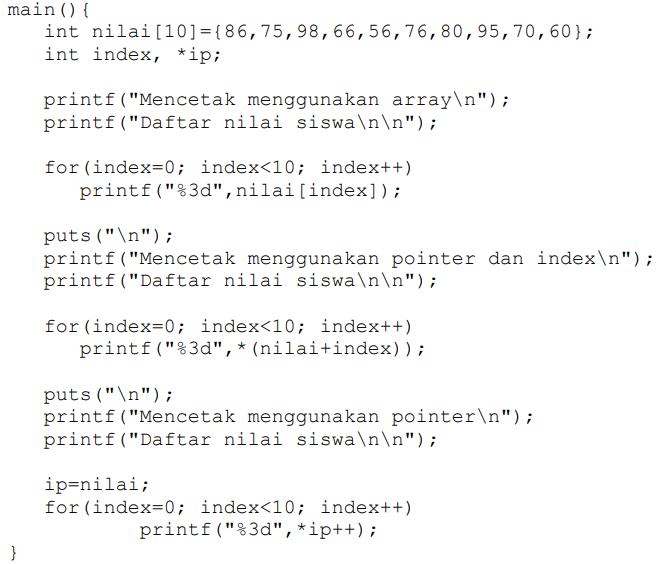 main(){
int nilai[10]={86,75,98,66,56,76,80,95,70,60};
int index, *ip;
printf("Mencetak menggunakan array\n");
printf("Daftar nilai siswa\n\n");
for(index=0; index<10; index++)
printf("%3d",nilai[index]);
puts("\n");
printf("Mencetak menggunakan pointer dan index\n");
printf("Daftar nilai siswa\n\n");
for(index=0; index<10; index++)
printf("%3d",*(nilai+index));
puts("\n");
printf("Mencetak menggunakan pointer\n");
printf("Daftar nilai siswa\n\n");
ip=nilai;
for(index=0; index<10; index++)
printf("%3d",*ip++);
}